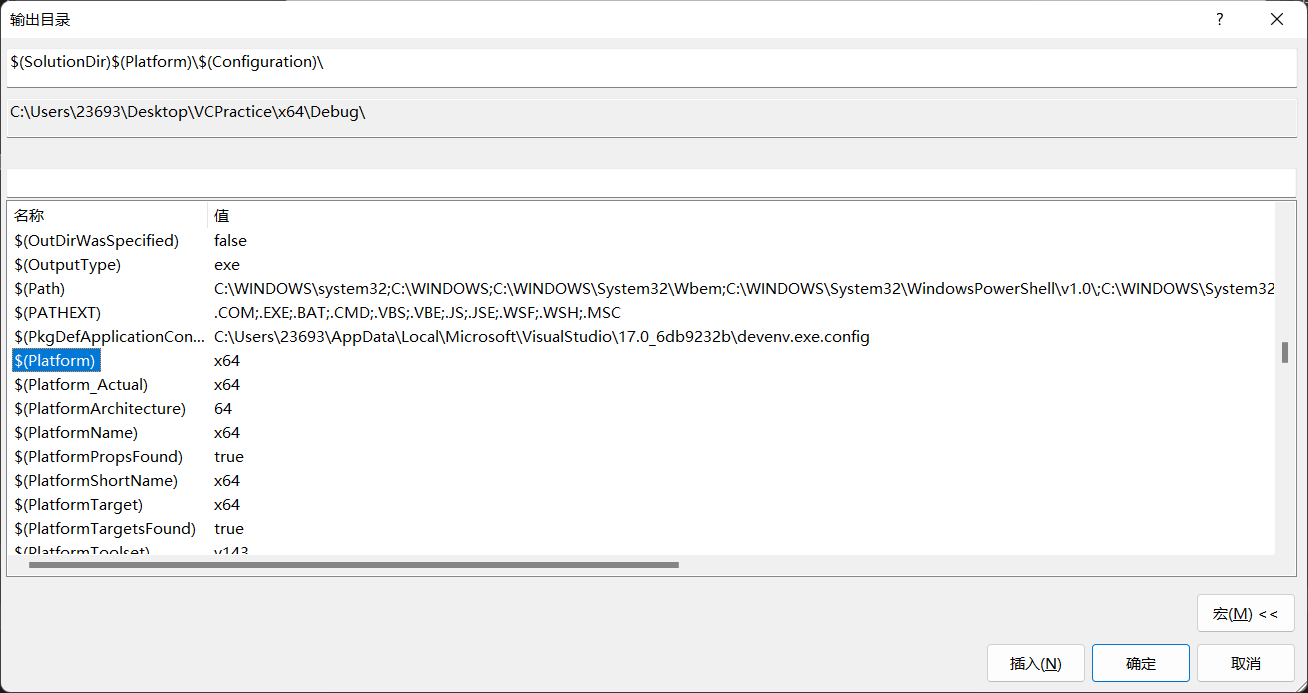 输出目录
?
$(SolutionDir)$(Platform)\$(Configuration)\
C:\Users\23693\Desktop\VCPractice\x64\Debug\
名称 值
$(OutDirWasSpecified) false
$(OutputType) exe
$(Path) C:\WINDOWS\system32;C:\WINDOWS;C:\WINDOWS\System32\Wbem;C:\WINDOWS\System32\WindowsPowerShell\v1.0\;C:\WINDOWS\System32
$(PATHEXT) .COM;.EXE;.BAT;.CMD;.VBS;.VBE;.JS;.JSE;.WSF;.WSH;.MSC
$(PkgDefApplicationCon... C:\Users\23693\AppData\Local\Microsoft\VisualStudio\17.0_6db9232b\devenv.exe.config
$(Platform) x64
$(Platform_Actual) x64
$(PlatformArchitecture) 64
$(PlatformName) x64
$(PlatformPropsFound) true
$(PlatformShortName) x64
$(PlatformTarget) x64
$(PlatformTargetsFound) true
$(PlatformToolset) v143
宏(M) <<
插入(N) 确定 取消